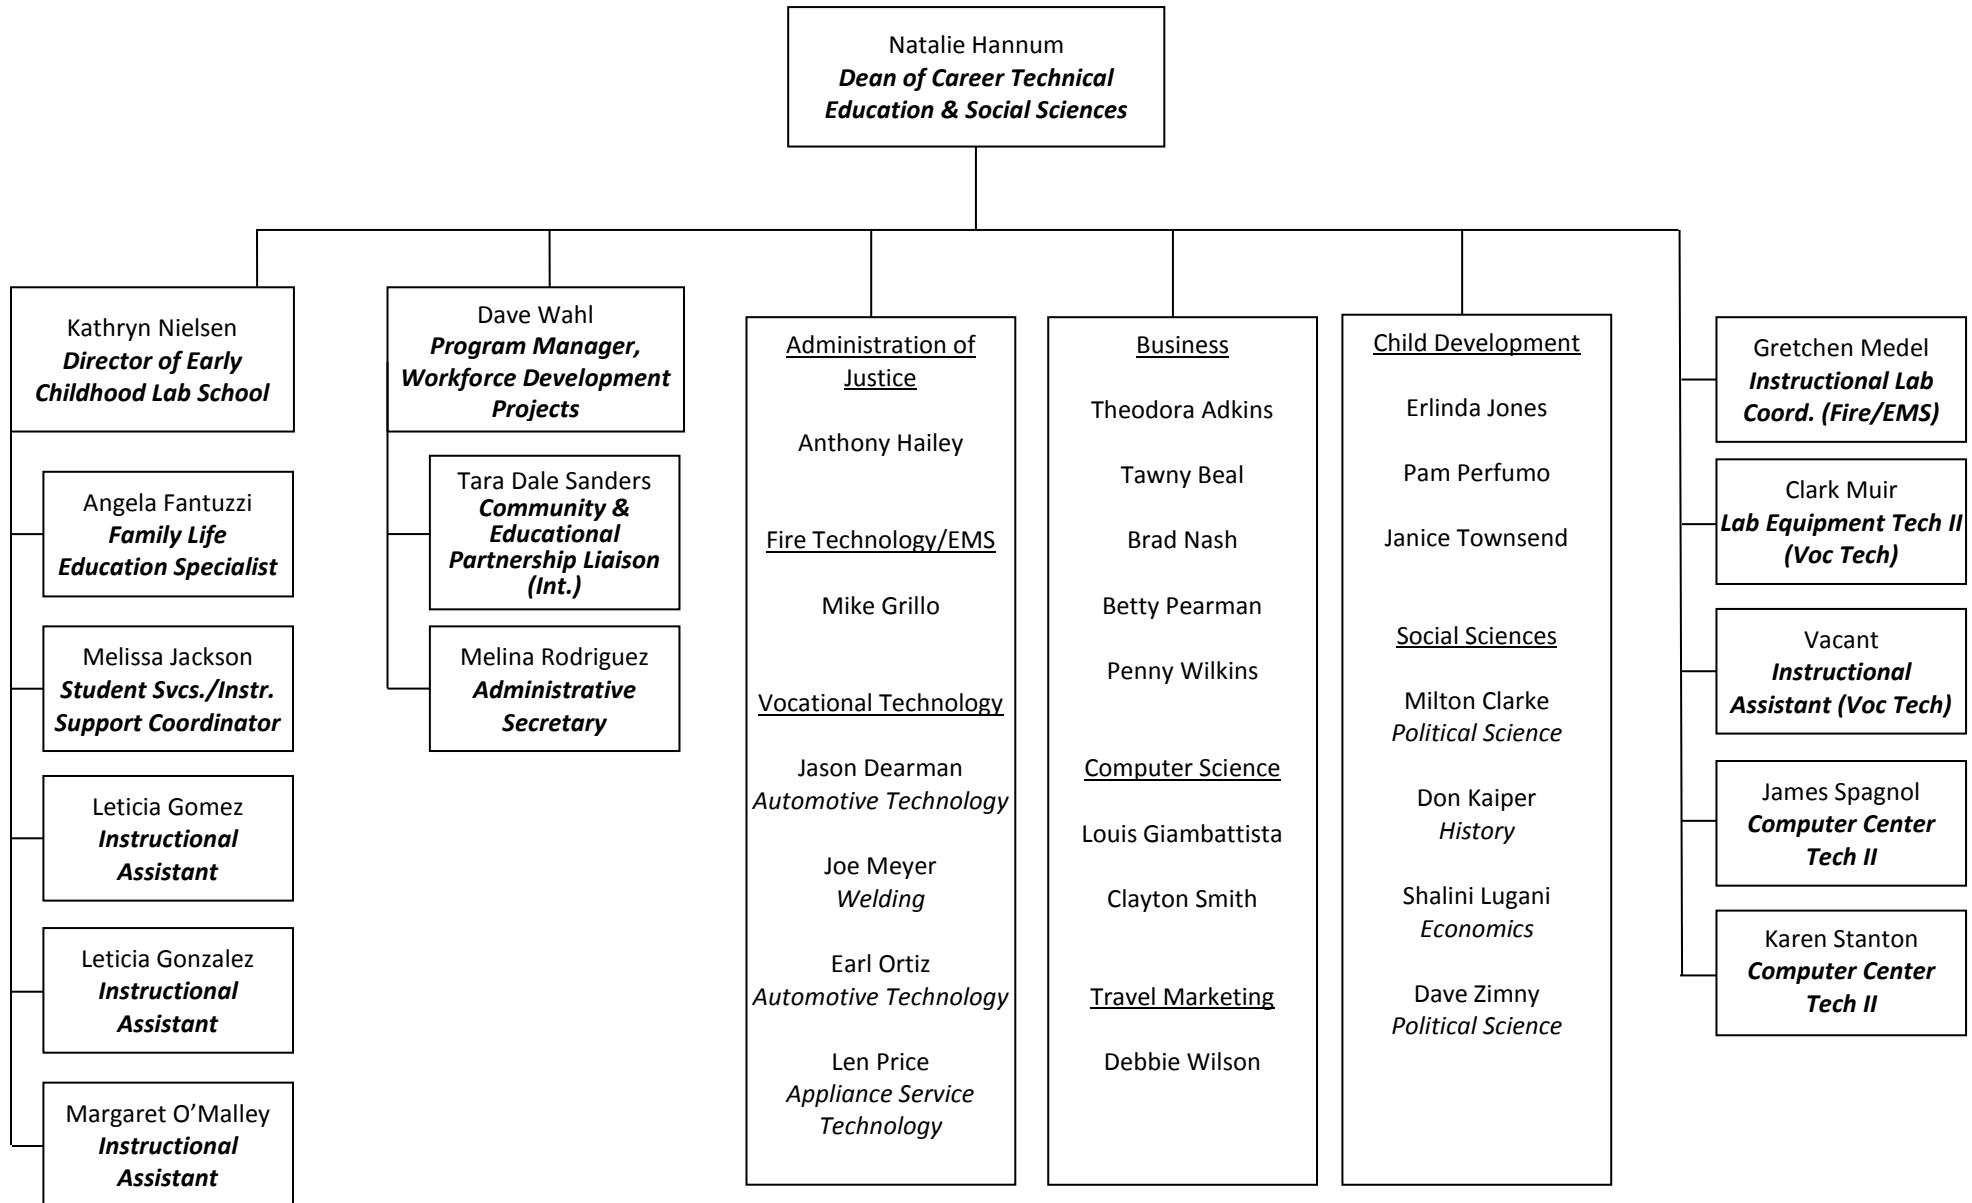 Natalie Hannum
Dean of Career Technical
Education & Social Sciences
Kathryn Nielsen
Director of Early
Childhood Lab School
Angela Fantuzzi
Family Life
Education Specialist
Melissa Jackson
Student Svcs./Instr.
Support Coordinator
Leticia Gomez
Instructional
Assistant
Leticia Gonzalez
Instructional
Assistant
Margaret O’Malley
Instructional
Assistant
Dave Wahl
Program Manager,
Workforce Development
Projects
Tara Dale Sanders
Community &
Educational
Partnership Liaison
(Int.)
Melina Rodriguez
Administrative
Secretary
Administration of
Justice
Anthony Hailey
Fire Technology/EMS
Mike Grillo
Vocational Technology
Jason Dearman
Automotive Technology
Joe Meyer
Welding
Earl Ortiz
Automotive Technology
Len Price
Appliance Service
Technology
Business
Theodora Adkins
Tawny Beal
Brad Nash
Betty Pearman
Penny Wilkins
Computer Science
Louis Giambattista
Clayton Smith
Travel Marketing
Debbie Wilson
Child Development
Erlinda Jones
Pam Perfumo
Janice Townsend
Social Sciences
Milton Clarke
Political Science
Don Kaiper
History
Shalini Lugani
Economics
Dave Zimny
Political Science
Gretchen Medel
Instructional Lab
Coord. (Fire/EMS)
Clark Muir
Lab Equipment Tech II
(Voc Tech)
Vacant
Instructional
Assistant (Voc Tech)
James Spagnol
Computer Center
Tech II
Karen Stanton
Computer Center
Tech II